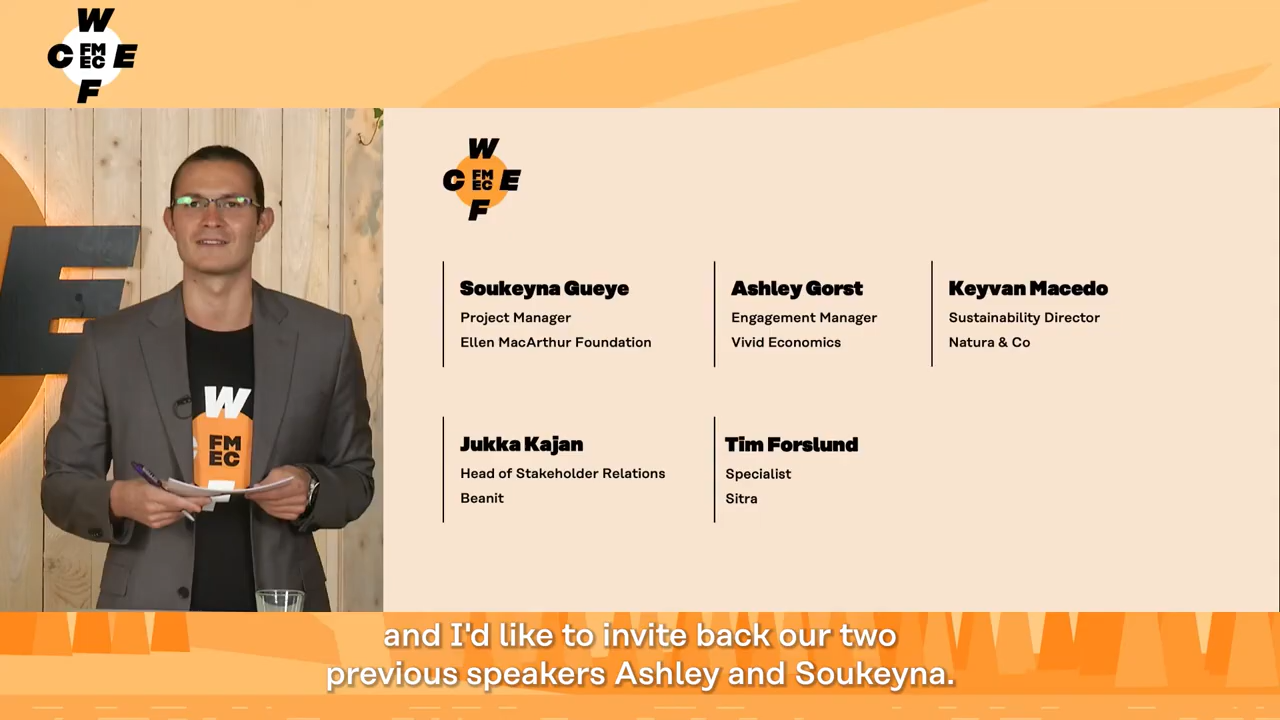 W
C FM E
EC
F
W
C FM E
EC
F
E
W
FM
EC
Soukeyna Gueye
Project Manager
Ellen MacArthur Foundation
Ashley Gorst
Engagement Manager
Vivid Economics
Keyvan Macedo
Sustainability Director
Natura & Co
Jukka Kajan
Head of Stakeholder Relations
Beanit
Tim Forslund
Specialist
Sitra
and I'd like to invite back our two
previous speakers Ashley and Soukeyna.